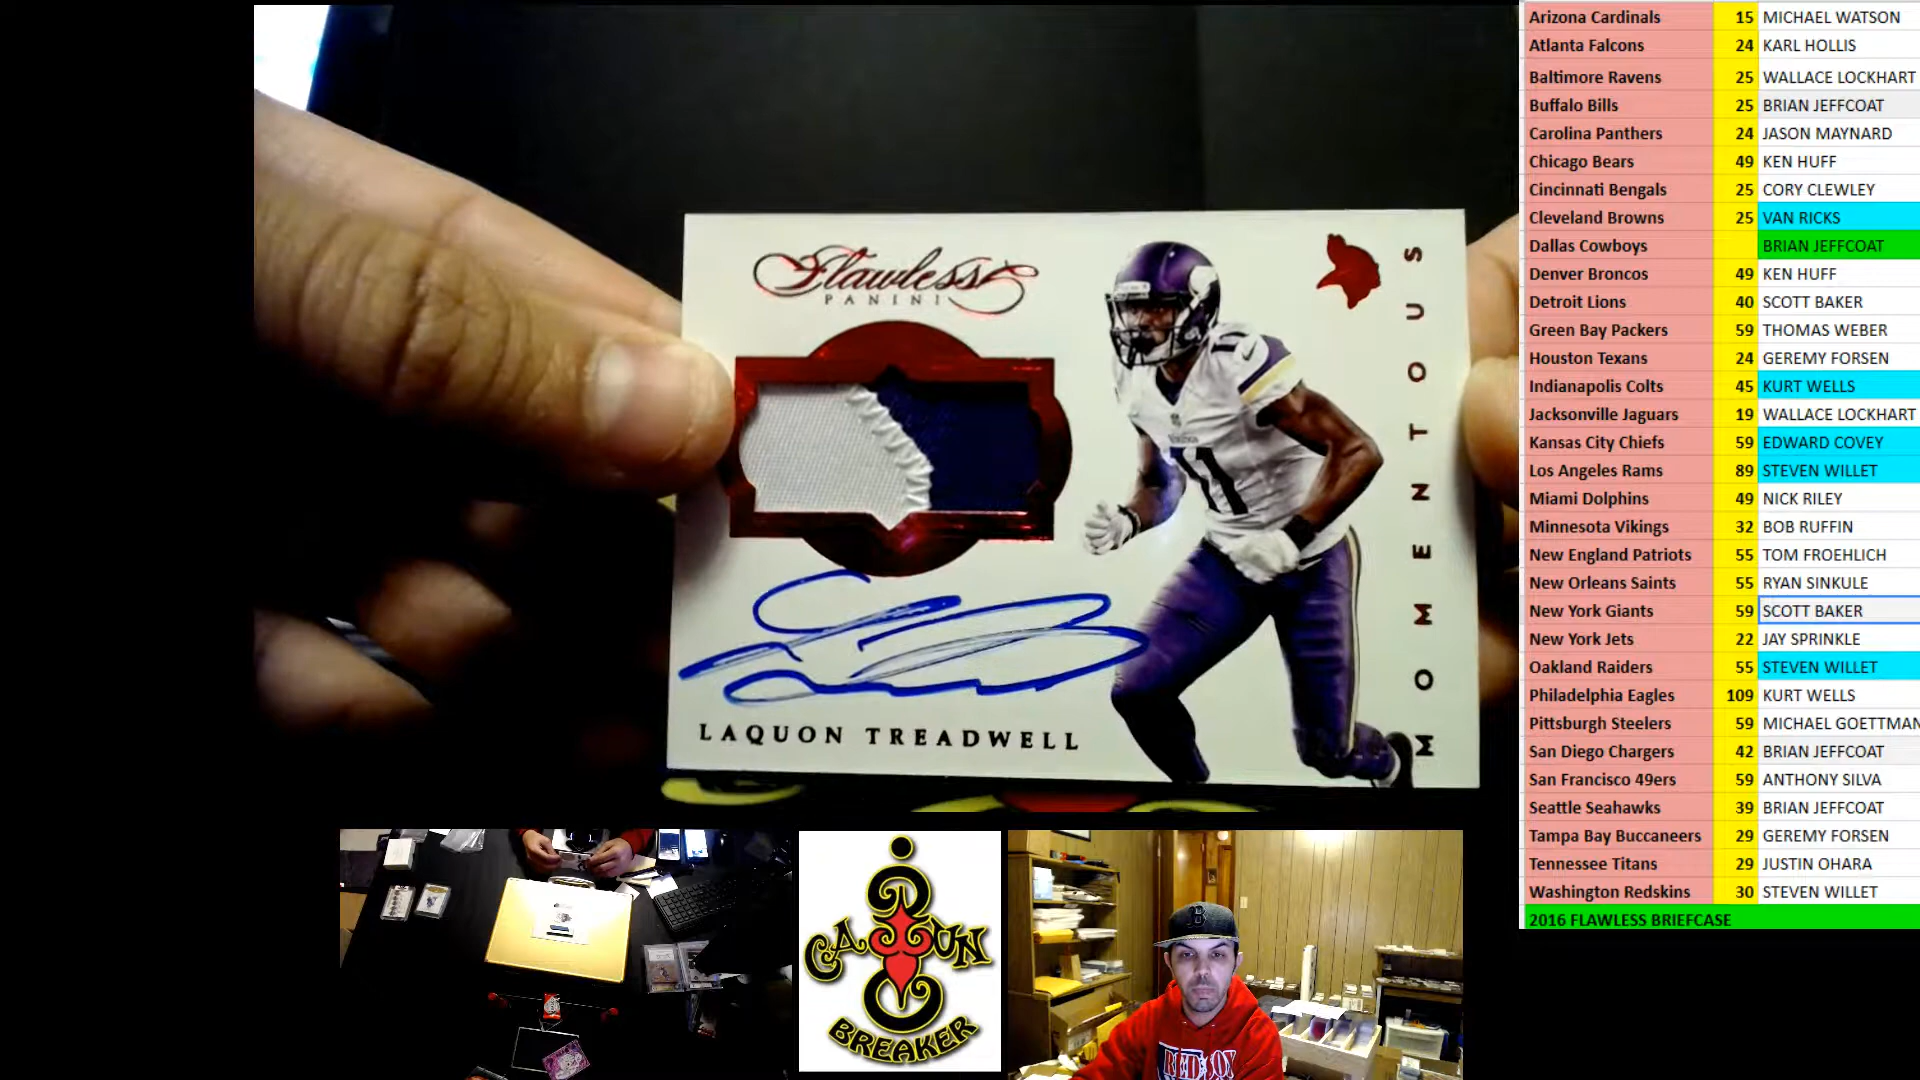 Flawless
PANINI
MOMENTOUS
VIKINGS
11
11
LAQUON TREADWELL
CAJUN
BREAKER
B
RED SOX
Arizona Cardinals 15 MICHAEL WATSON
Atlanta Falcons 24 KARL HOLLIS
Baltimore Ravens 25 WALLACE LOCKHART
Buffalo Bills 25 BRIAN JEFFCOAT
Carolina Panthers 24 JASON MAYNARD
Chicago Bears 49 KEN HUFF
Cincinnati Bengals 25 CORY CLEWLEY
Cleveland Browns 25 VAN RICKS
Dallas Cowboys BRIAN JEFFCOAT
Denver Broncos 49 KEN HUFF
Detroit Lions 40 SCOTT BAKER
Green Bay Packers 59 THOMAS WEBER
Houston Texans 24 GEREMY FORSEN
Indianapolis Colts 45 KURT WELLS
Jacksonville Jaguars 19 WALLACE LOCKHART
Kansas City Chiefs 59 EDWARD COVEY
Los Angeles Rams 89 STEVEN WILLET
Miami Dolphins 49 NICK RILEY
Minnesota Vikings 32 BOB RUFFIN
New England Patriots 55 TOM FROEHLICH
New Orleans Saints 55 RYAN SINKULE
New York Giants 59 SCOTT BAKER
New York Jets 22 JAY SPRINKLE
Oakland Raiders 55 STEVEN WILLET
Philadelphia Eagles 109 KURT WELLS
Pittsburgh Steelers 59 MICHAEL GOETTMAN
San Diego Chargers 42 BRIAN JEFFCOAT
San Francisco 49ers 59 ANTHONY SILVA
Seattle Seahawks 39 BRIAN JEFFCOAT
Tampa Bay Buccaneers 29 GEREMY FORSEN
Tennessee Titans 29 JUSTIN OHARA
Washington Redskins 30 STEVEN WILLET
2016 FLAWLESS BRIEFCASE